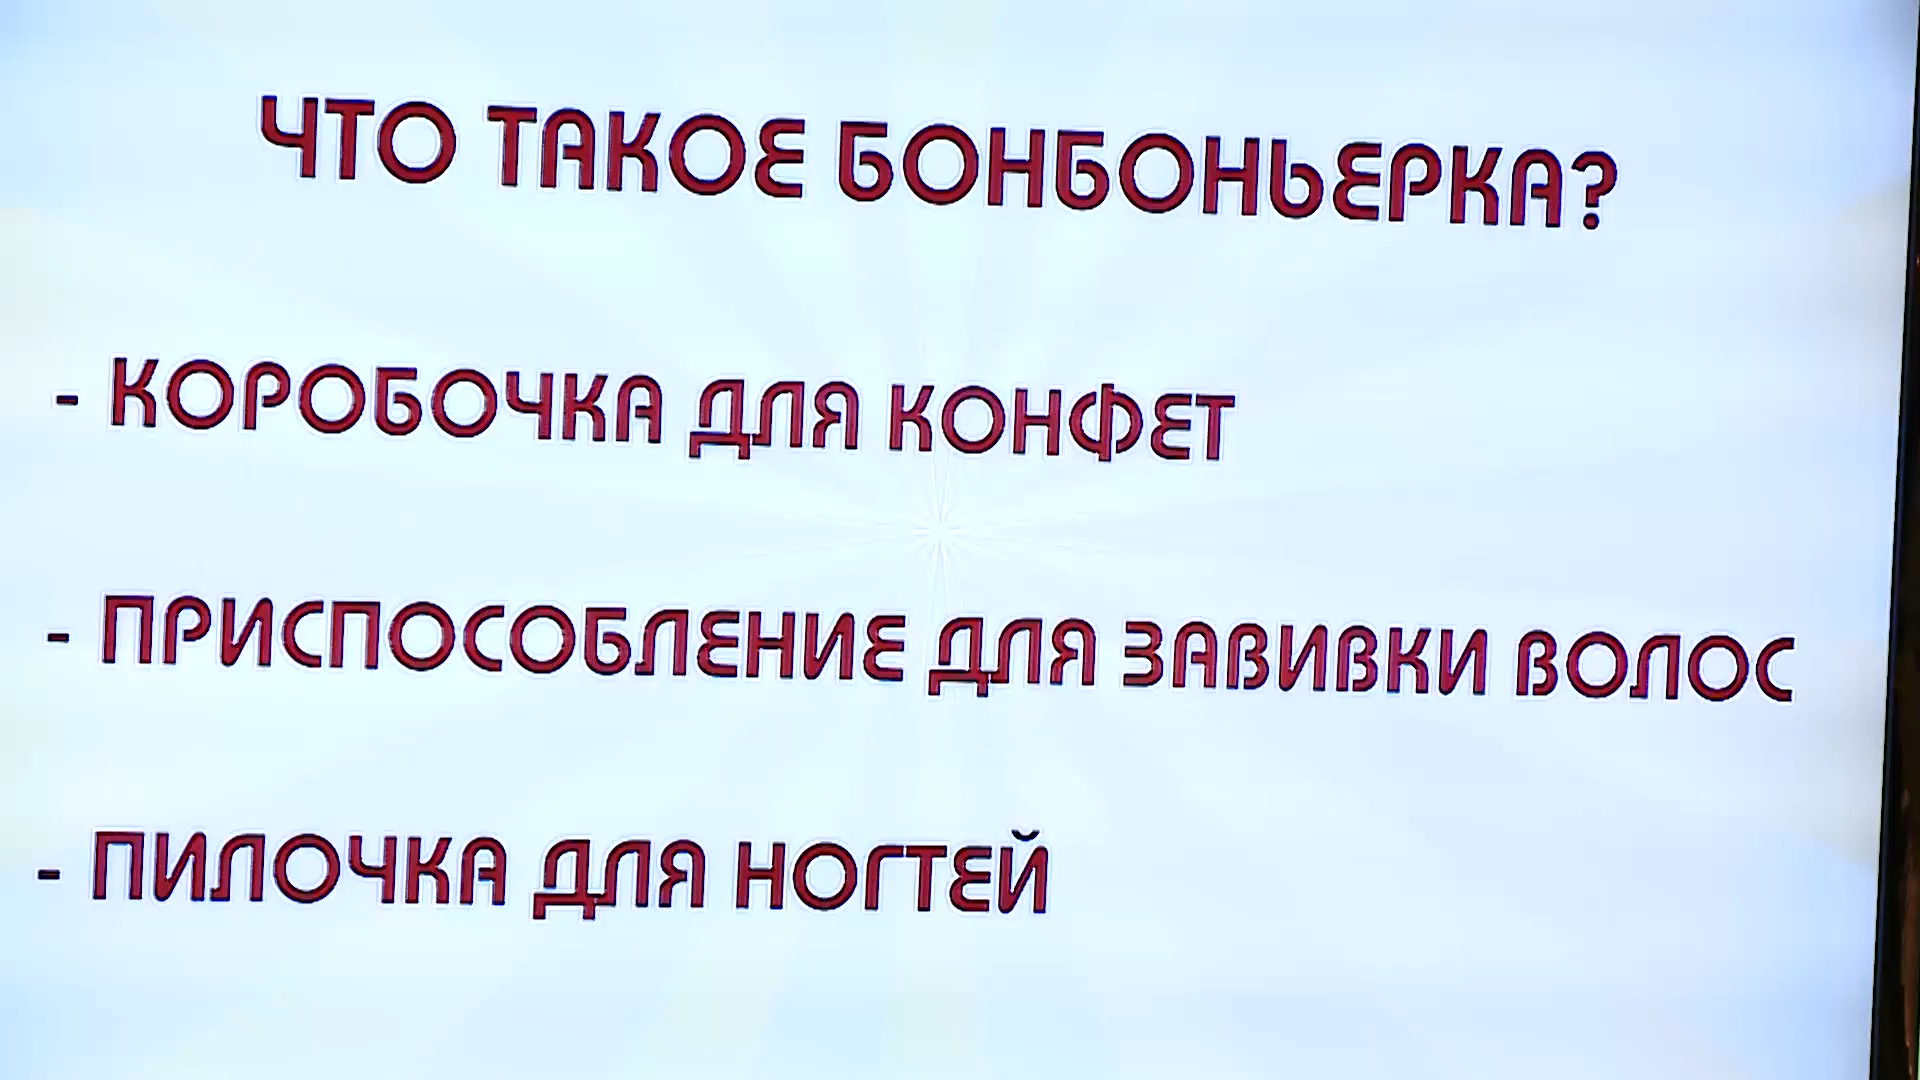 ЧТО ТАКОЕ БОНБОНЬЕРКА?
- КОРОБОЧКА ДЛЯ КОНФЕТ
- ПРИСПОСОБЛЕНИЕ ДЛЯ ЗАВИВКИ ВОЛОС
- ПИЛОЧКА ДЛЯ НОГТЕЙ